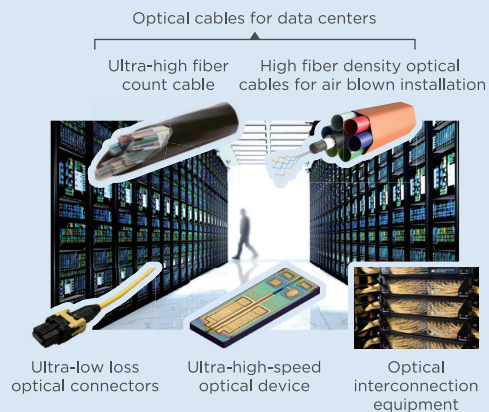 Optical cables for data centers
Ultra-high fiber
count cable
High fiber density optical
cables for air blown installation
Ultra-low loss
optical connectors
Ultra-high-speed
optical device
Optical
interconnection
equipment